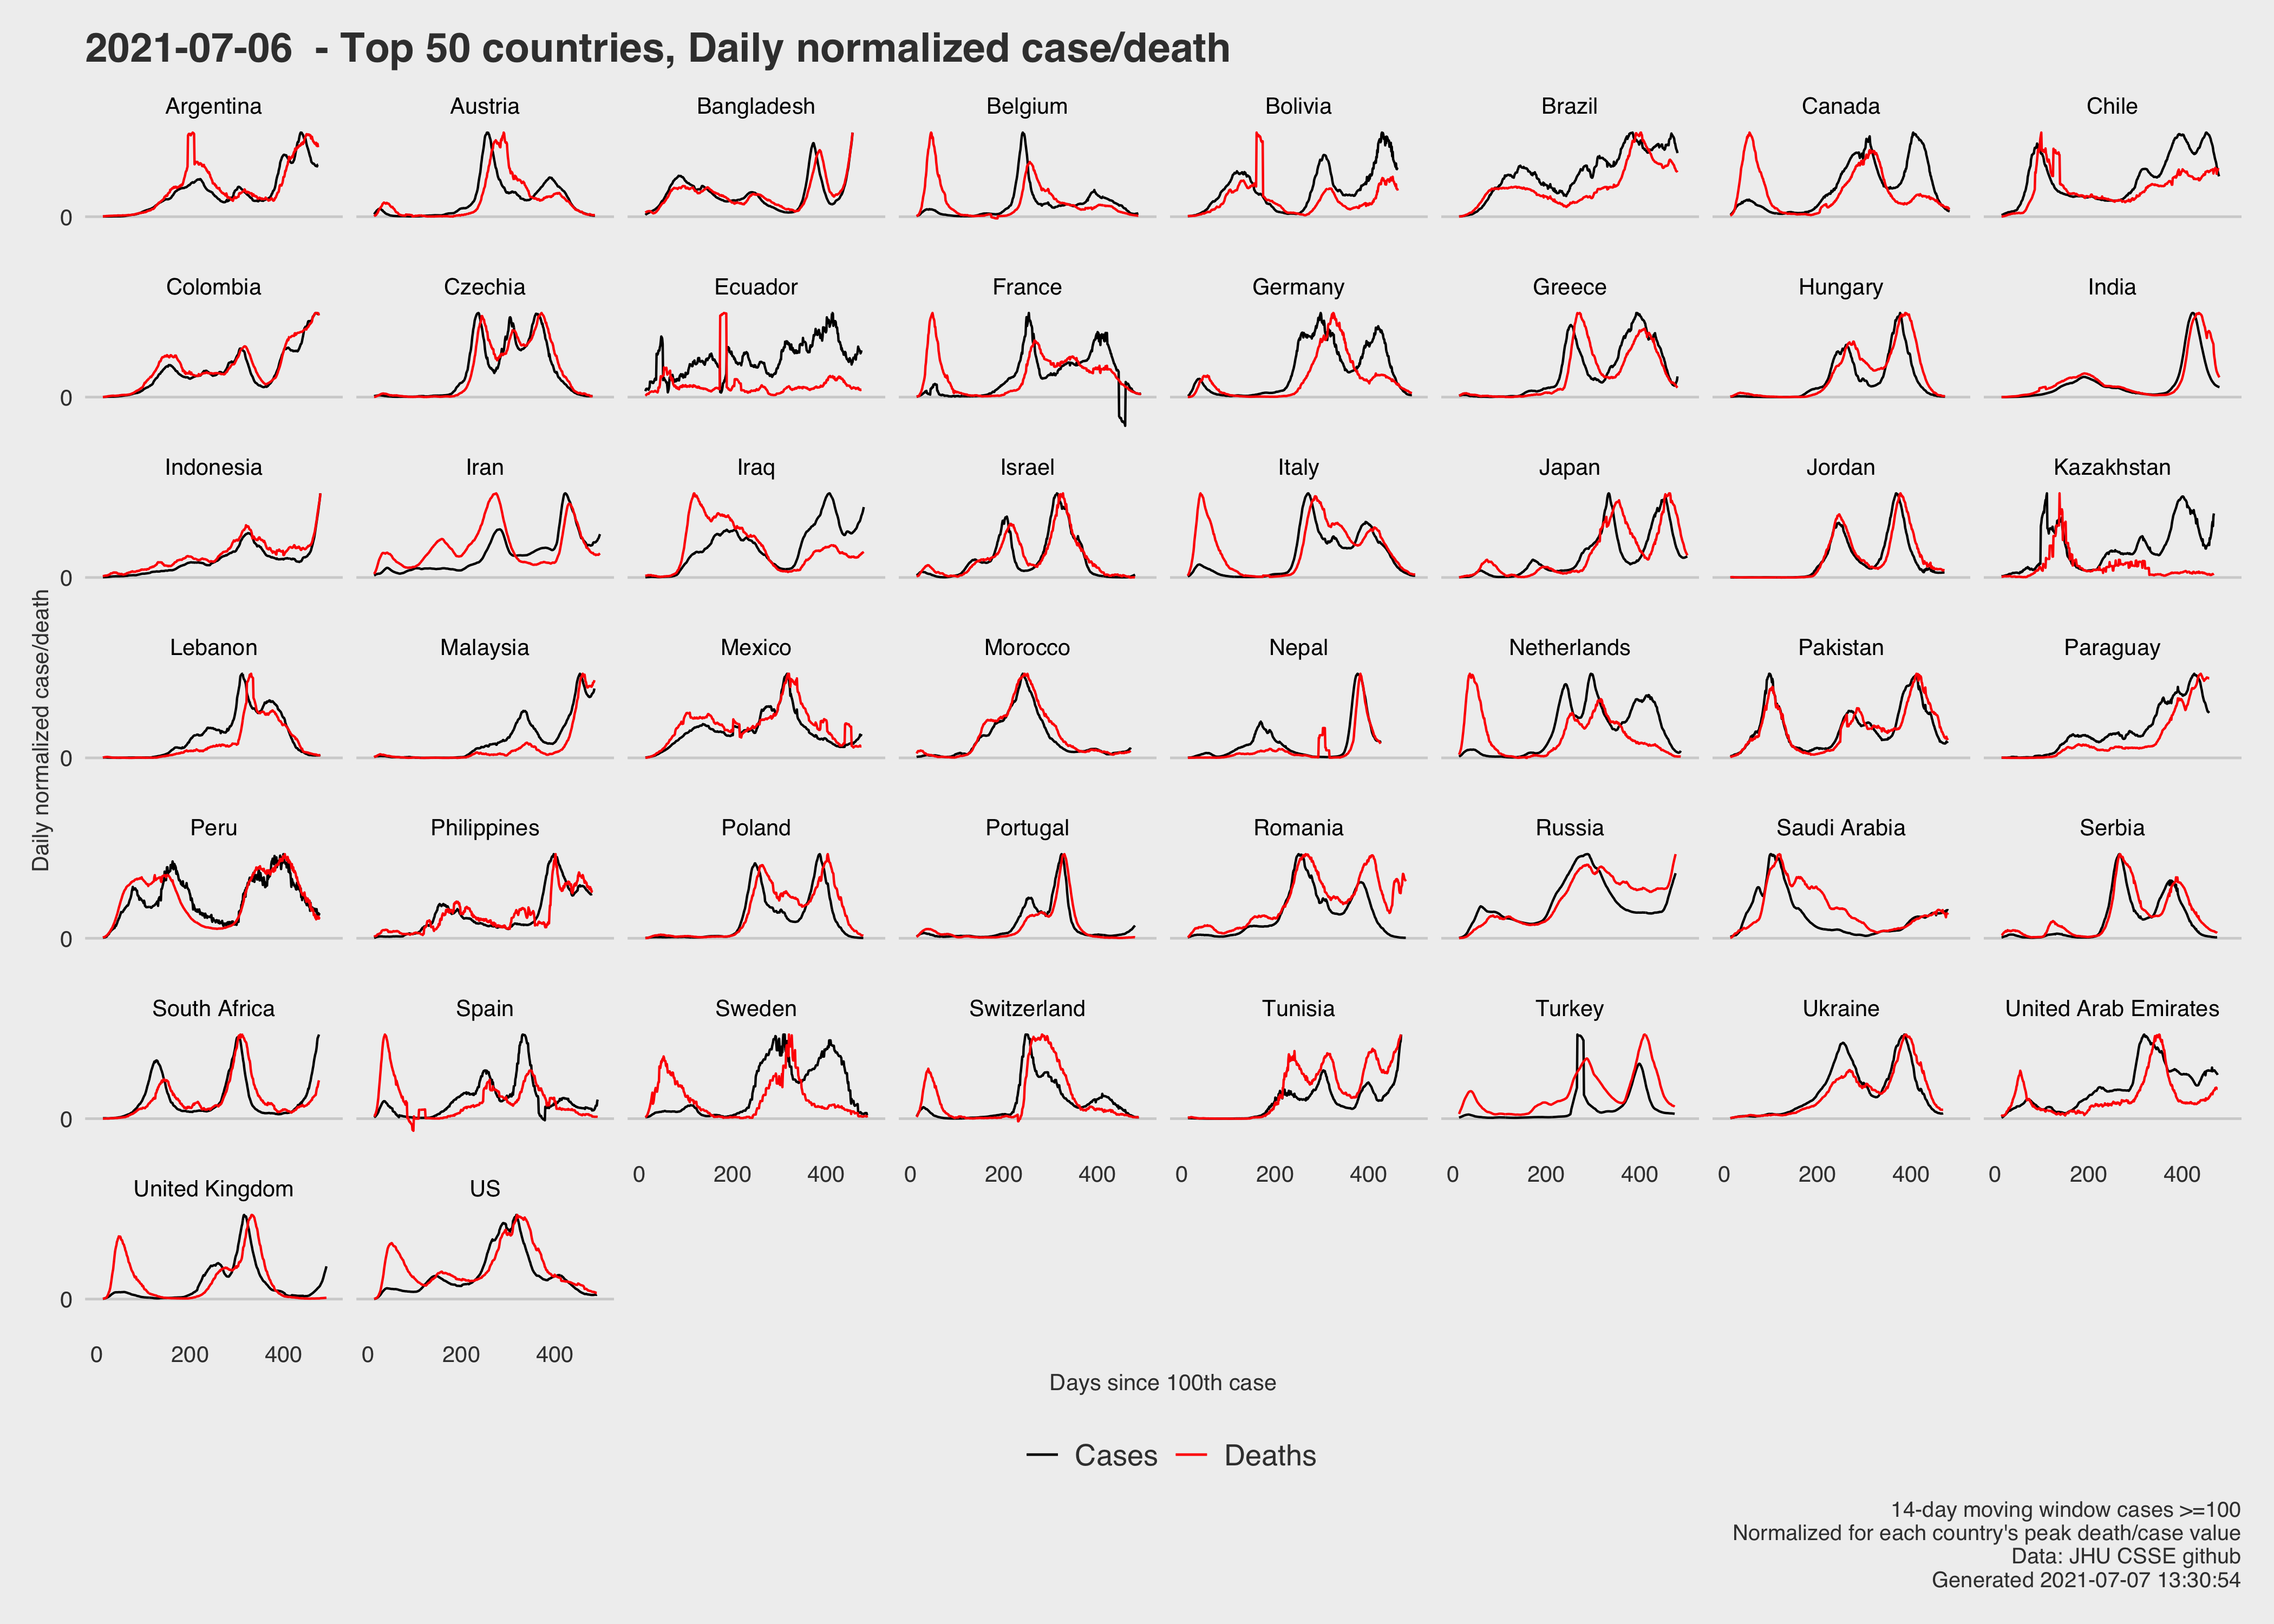 2021-07-06  - Top 50 countries, Daily normalized case/death
Argentina Austria Bangladesh Belgium Bolivia Brazil Canada Chile
0
Colombia Czechia Ecuador France Germany Greece Hungary India
0
Indonesia Iran Iraq Israel Italy Japan Jordan Kazakhstan
0
Daily normalized case/death
Lebanon Malaysia Mexico Morocco Nepal Netherlands Pakistan Paraguay
0
Peru Philippines Poland Portugal Romania Russia Saudi Arabia Serbia
0
South Africa Spain Sweden Switzerland Tunisia Turkey Ukraine United Arab Emirates
0
0 200 400 0 200 400 0 200 400 0 200 400 0 200 400 0 200 400
United Kingdom US
0
0 200 400 0 200 400
Days since 100th case
Cases Deaths
14-day moving window cases >=100
Normalized for each country's peak death/case value
Data: JHU CSSE github
Generated 2021-07-07 13:30:54